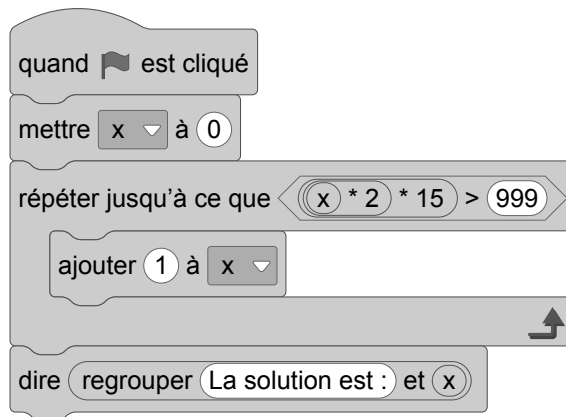 quand est cliqué
mettre x à 0
répéter jusqu'à ce que x * 2 * 15 > 999
ajouter 1 à x
dire regrouper La solution est : et x